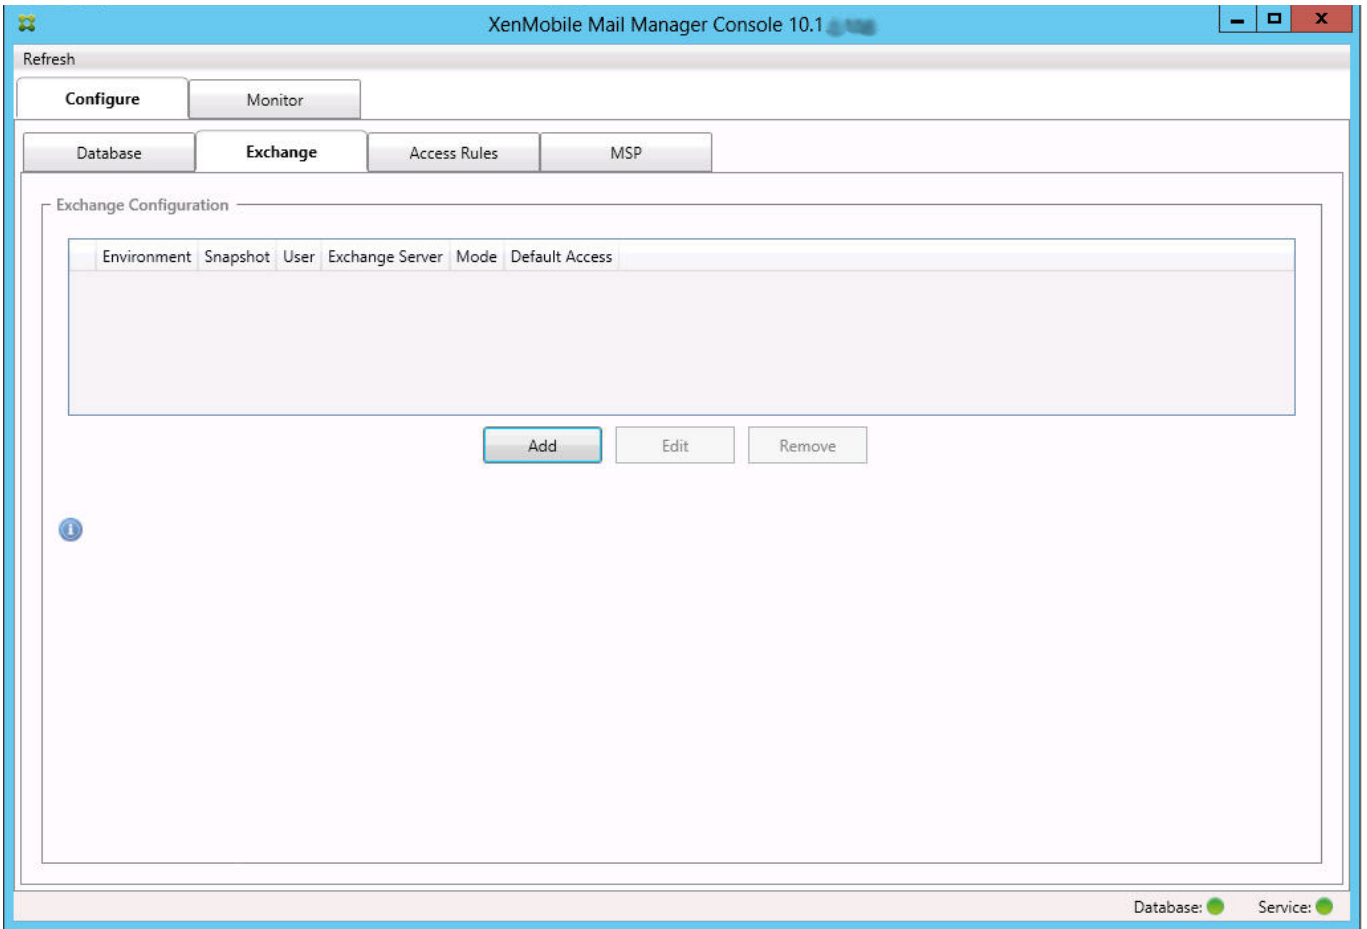 XenMobile Mail Manager Console 10.1
Refresh
Configure Monitor
Database Exchange Access Rules MSP
Exchange Configuration
Environment Snapshot User Exchange Server Mode Default Access
Add Edit Remove
Database: Service: